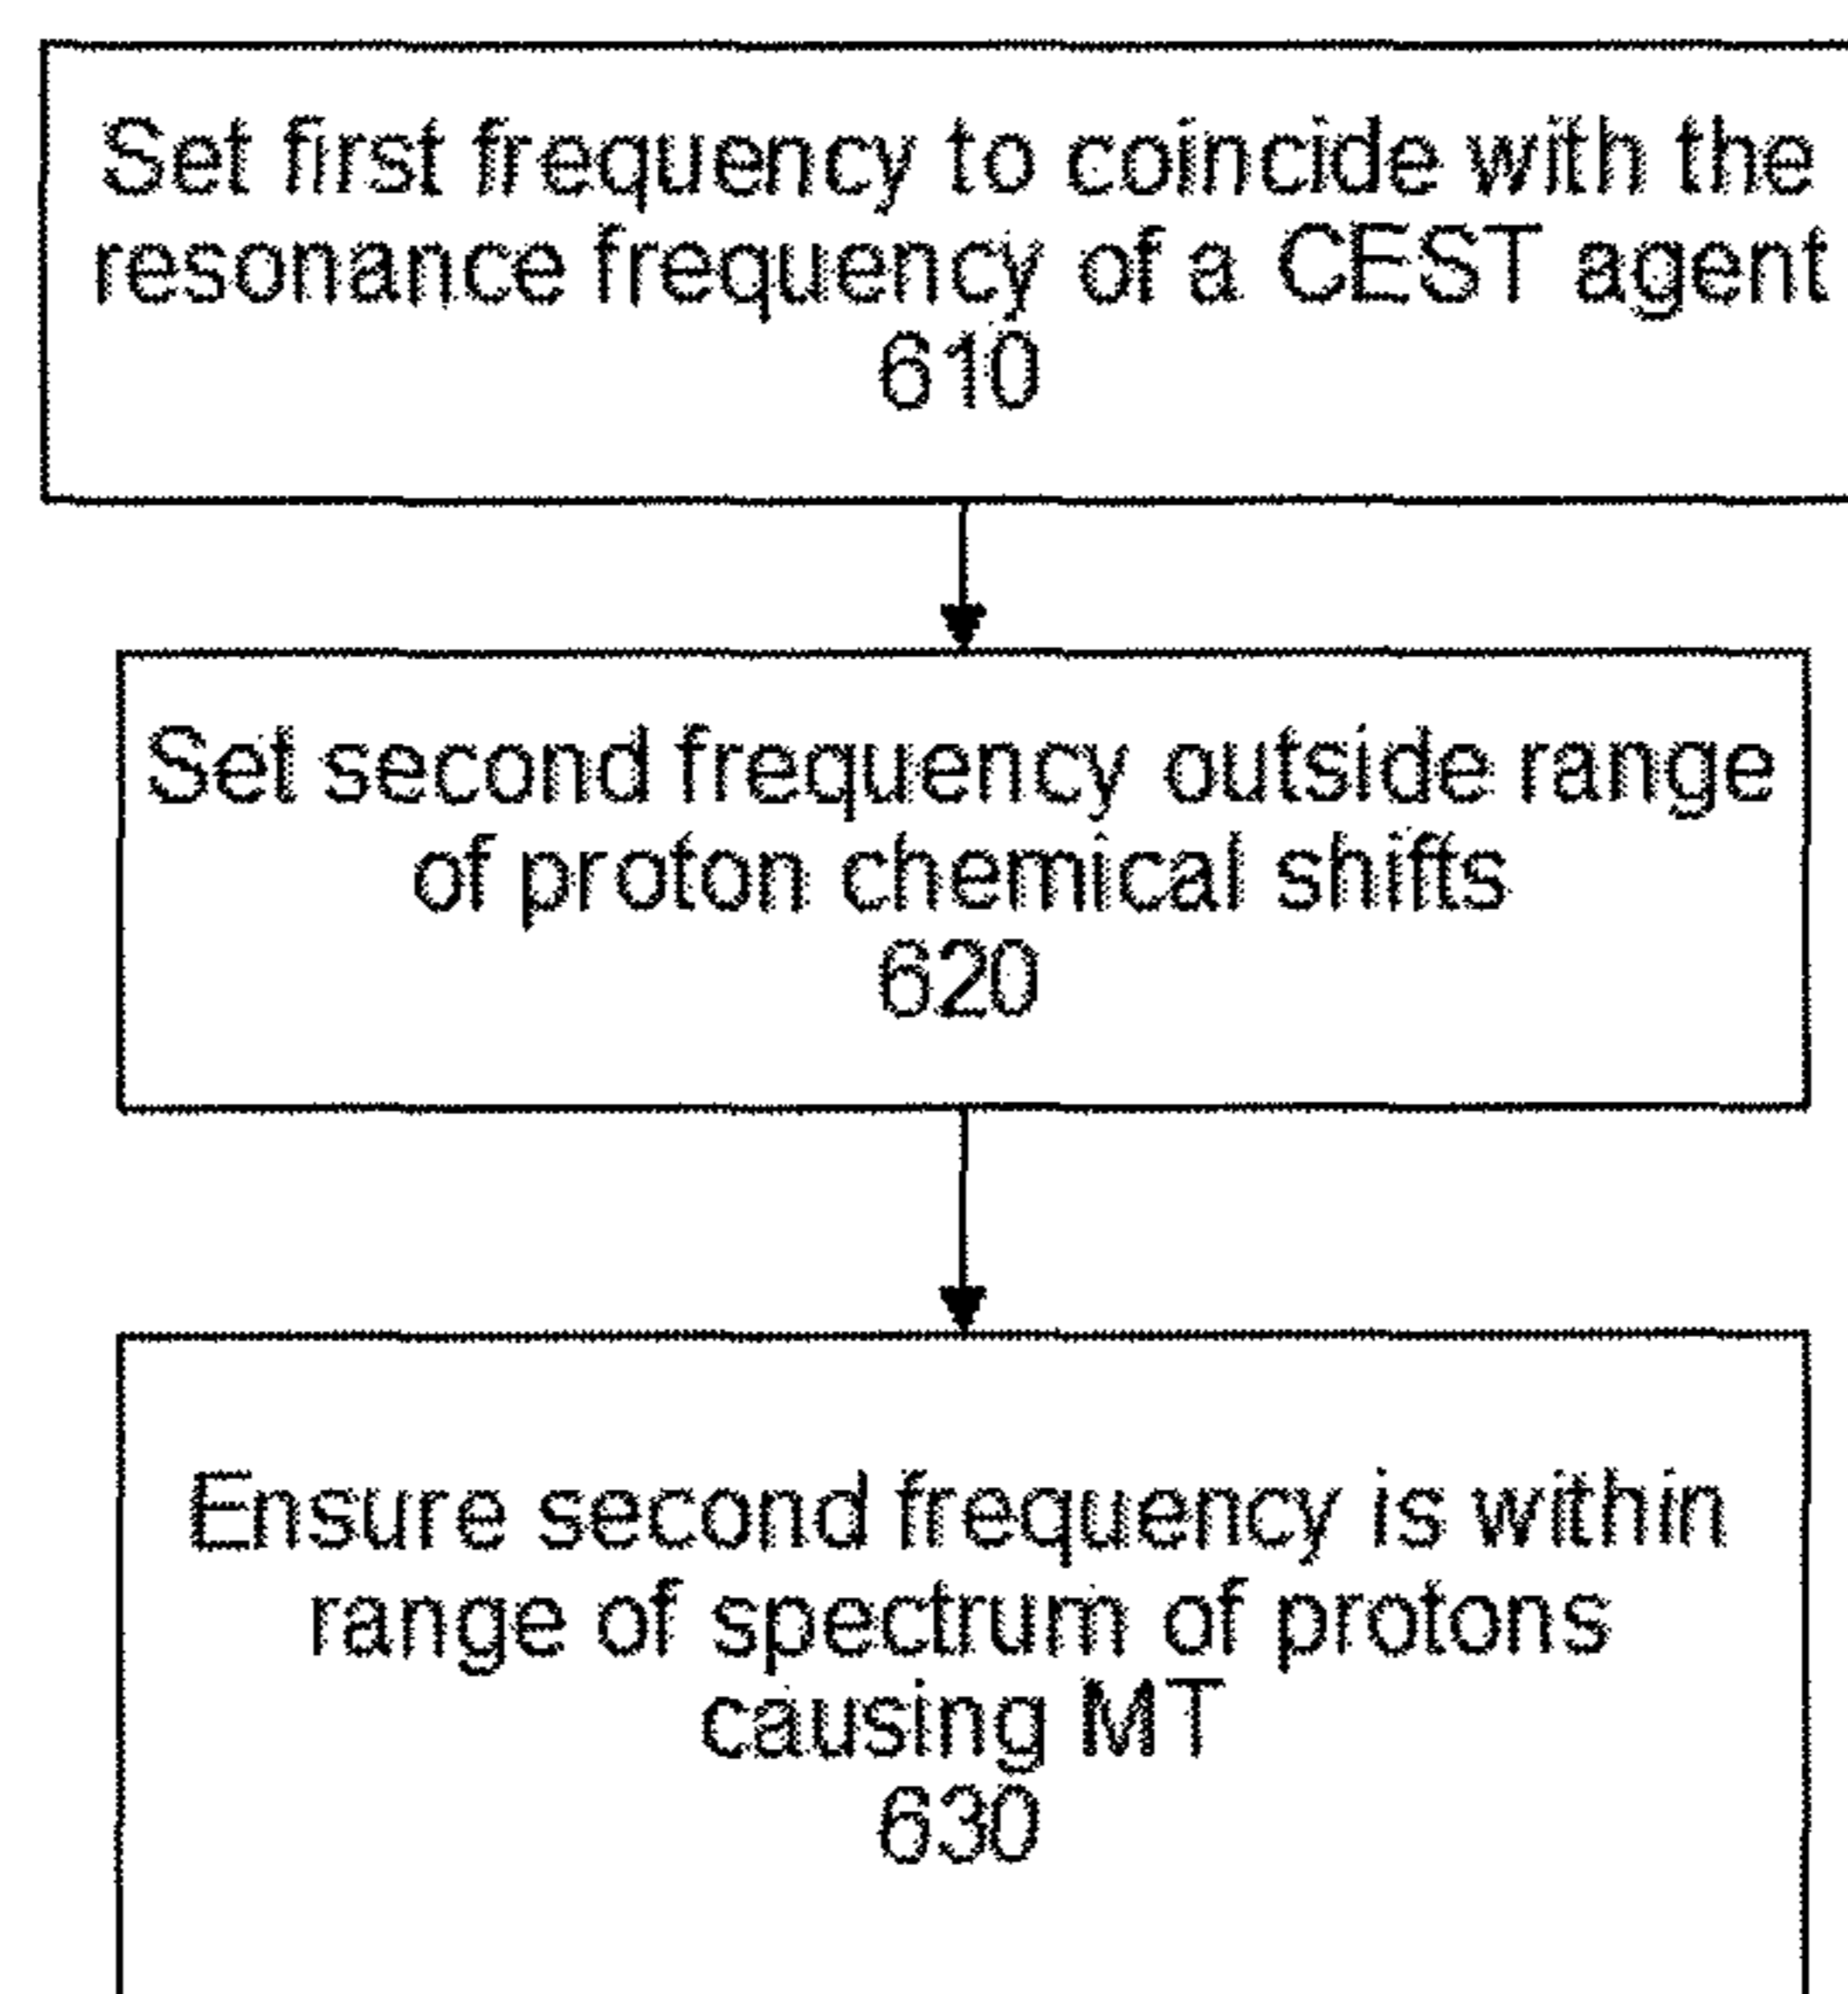 Set first frequency to coincide with the
resonance frequency of a CEST agent
610
Set second frequency outside range
of proton chemical shifts
620
Ensure second frequency is within
range of spectrum of protons
causing MT
630